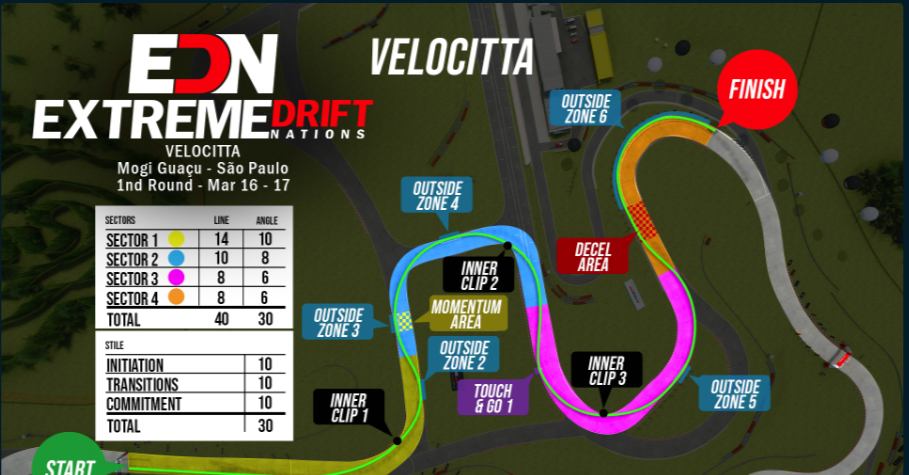 EDN
EXTREME DRIFT
NATIONS
VELOCITTA
Mogi Guaçu - São Paulo
1nd Round - Mar 16 - 17
VELOCITTA
SECTORS LINE ANGLE
SECTOR 1 14 10
SECTOR 2 10 8
SECTOR 3 8 6
SECTOR 4 8 6
TOTAL 40 30
STILE
INITIATION 10
TRANSITIONS 10
COMMITMENT 10
TOTAL 30
START
INNER
CLIP 1
OUTSIDE
ZONE 2
OUTSIDE
ZONE 3
MOMENTUM
AREA
OUTSIDE
ZONE 4
INNER
CLIP 2
TOUCH
& GO 1
INNER
CLIP 3
OUTSIDE
ZONE 5
DECEL
AREA
OUTSIDE
ZONE 6
FINISH